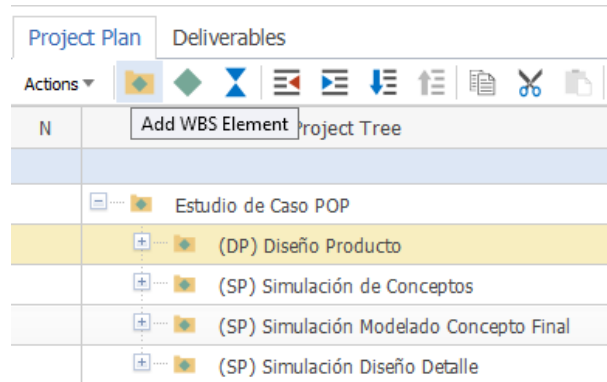 Project Plan Deliverables
Actions
Add WBS Element
N Project Tree
Estudio de Caso POP
(DP) Diseño Producto
(SP) Simulación de Conceptos
(SP) Simulación Modelado Concepto Final
(SP) Simulación Diseño Detalle